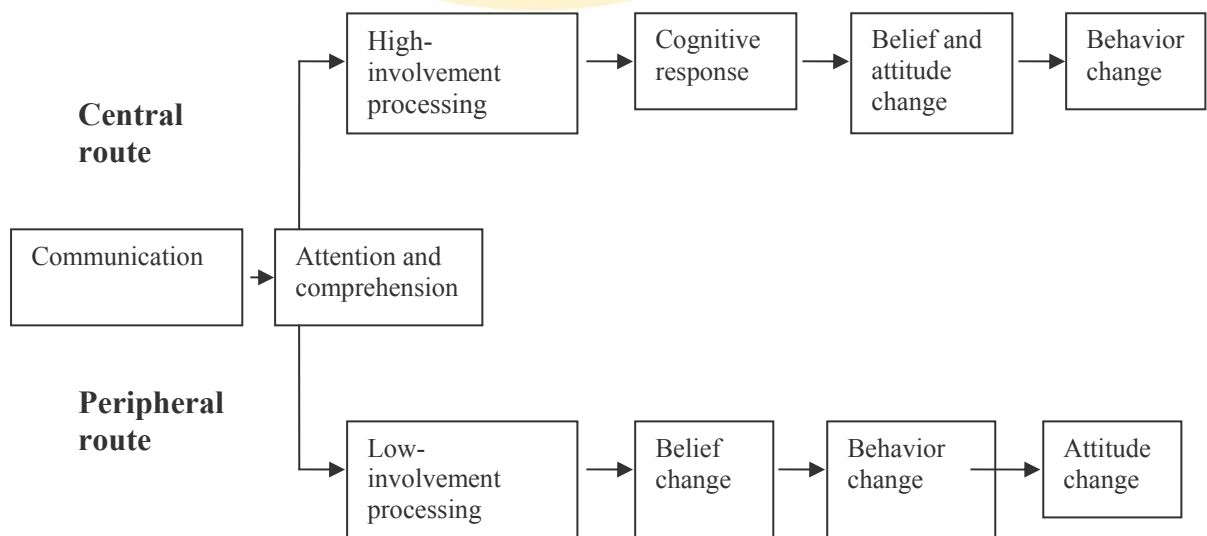 High-
involvement
processing
Cognitive
response
Belief and
attitude
change
Behavior
change
Central
route
Communication
Attention and
comprehension
Peripheral
route
Low-
involvement
processing
Belief
change
Behavior
change
Attitude
change